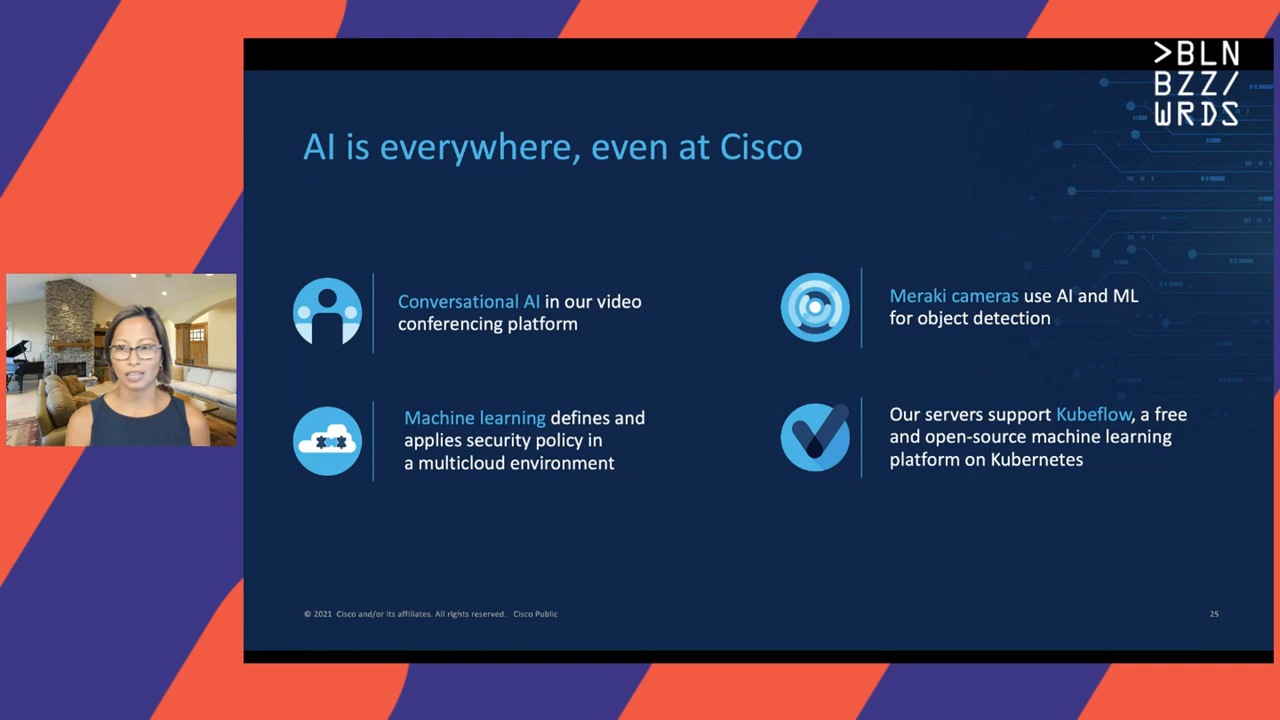 >BLN
BZZ/
WRDS
AI is everywhere, even at Cisco
Conversational AI in our video
conferencing platform
Meraki cameras use AI and ML
for object detection
Machine learning defines and
applies security policy in
a multicloud environment
Our servers support Kubeflow, a free
and open-source machine learning
platform on Kubernetes
© 2021 Cisco and/or its affiliates. All rights reserved. Cisco Public
25